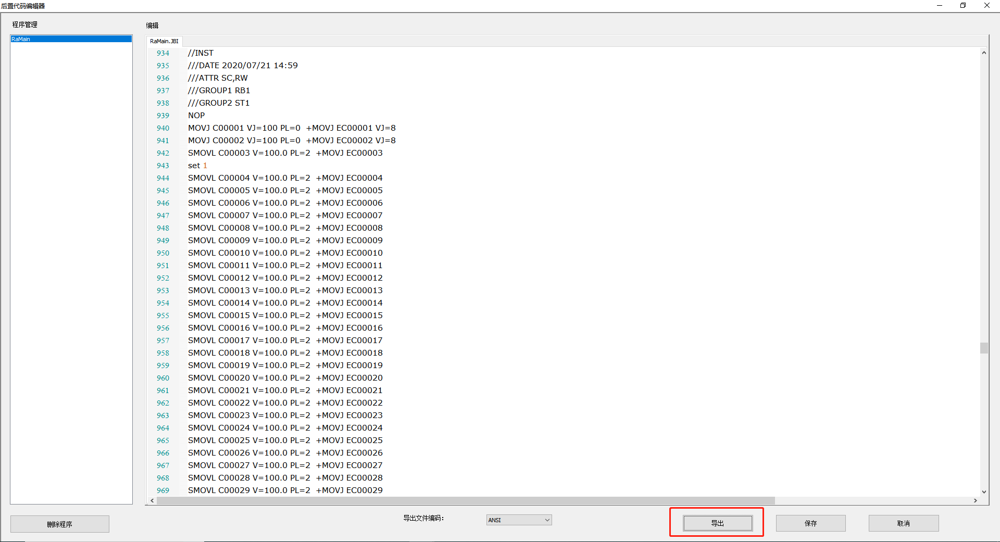 后置代码编辑器
程序管理
RaMain
编辑
RaMain.JBI
934 //INST
935 ///DATE 2020/07/21 14:59
936 ///ATTR SC,RW
937 ///GROUP1 RB1
938 ///GROUP2 ST1
939 NOP
940 MOVJ C00001 VJ=100 PL=0  +MOVJ EC00001 VJ=8
941 MOVJ C00002 VJ=100 PL=0  +MOVJ EC00002 VJ=8
942 SMOVL C00003 V=100.0 PL=2  +MOVJ EC00003
943 set 1
944 SMOVL C00004 V=100.0 PL=2  +MOVJ EC00004
945 SMOVL C00005 V=100.0 PL=2  +MOVJ EC00005
946 SMOVL C00006 V=100.0 PL=2  +MOVJ EC00006
947 SMOVL C00007 V=100.0 PL=2  +MOVJ EC00007
948 SMOVL C00008 V=100.0 PL=2  +MOVJ EC00008
949 SMOVL C00009 V=100.0 PL=2  +MOVJ EC00009
950 SMOVL C00010 V=100.0 PL=2  +MOVJ EC00010
951 SMOVL C00011 V=100.0 PL=2  +MOVJ EC00011
952 SMOVL C00012 V=100.0 PL=2  +MOVJ EC00012
953 SMOVL C00013 V=100.0 PL=2  +MOVJ EC00013
954 SMOVL C00014 V=100.0 PL=2  +MOVJ EC00014
955 SMOVL C00015 V=100.0 PL=2  +MOVJ EC00015
956 SMOVL C00016 V=100.0 PL=2  +MOVJ EC00016
957 SMOVL C00017 V=100.0 PL=2  +MOVJ EC00017
958 SMOVL C00018 V=100.0 PL=2  +MOVJ EC00018
959 SMOVL C00019 V=100.0 PL=2  +MOVJ EC00019
960 SMOVL C00020 V=100.0 PL=2  +MOVJ EC00020
961 SMOVL C00021 V=100.0 PL=2  +MOVJ EC00021
962 SMOVL C00022 V=100.0 PL=2  +MOVJ EC00022
963 SMOVL C00023 V=100.0 PL=2  +MOVJ EC00023
964 SMOVL C00024 V=100.0 PL=2  +MOVJ EC00024
965 SMOVL C00025 V=100.0 PL=2  +MOVJ EC00025
966 SMOVL C00026 V=100.0 PL=2  +MOVJ EC00026
967 SMOVL C00027 V=100.0 PL=2  +MOVJ EC00027
968 SMOVL C00028 V=100.0 PL=2  +MOVJ EC00028
969 SMOVL C00029 V=100.0 PL=2  +MOVJ EC00029
删除程序
导出文件编码：
ANSI
导出
保存
取消